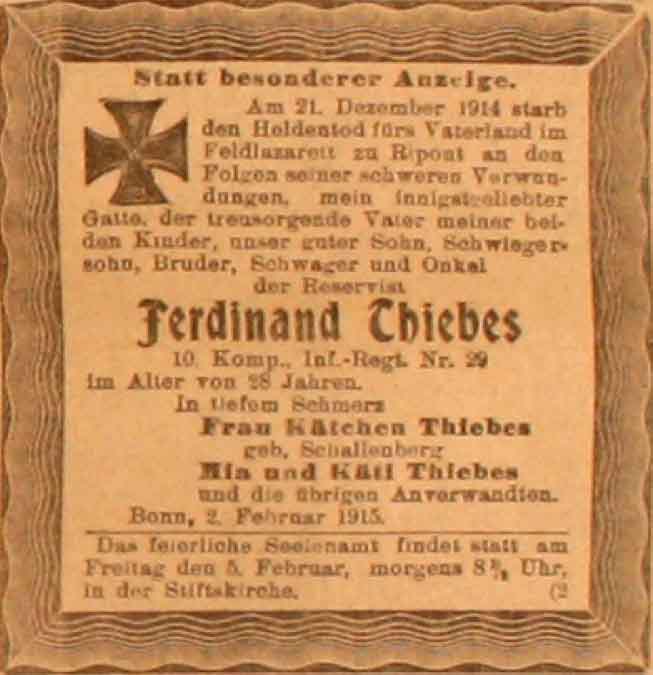 Statt besonderer Anzeige.
Am 21. Dezember 1914 starb
den Heldentod fürs Vaterland im
Feldlazarett zu Ripont an den
Folgen seiner schweren Verwun-
dungen, mein innigstgeliebter
Gatte, der treusorgende Vater meiner bei-
den Kinder, unser guter Sohn, Schwieger-
sohn, Bruder, Schwager und Onkel
der Reservist
Ferdinand Thiebes
10. Komp., Inf.-Regt. Nr. 29
im Alter von 28 Jahren.
In tiefem Schmerz
Frau Kätchen Thiebes
geb. Schallenberg
Mia und Käti Thiebes
und die übrigen Anverwandten.
Bonn, 2. Februar 1915.
Das feierliche Seelenamt findet statt am
Freitag den 5. Februar, morgens 8 Uhr,
in der Stiftskirche. (2